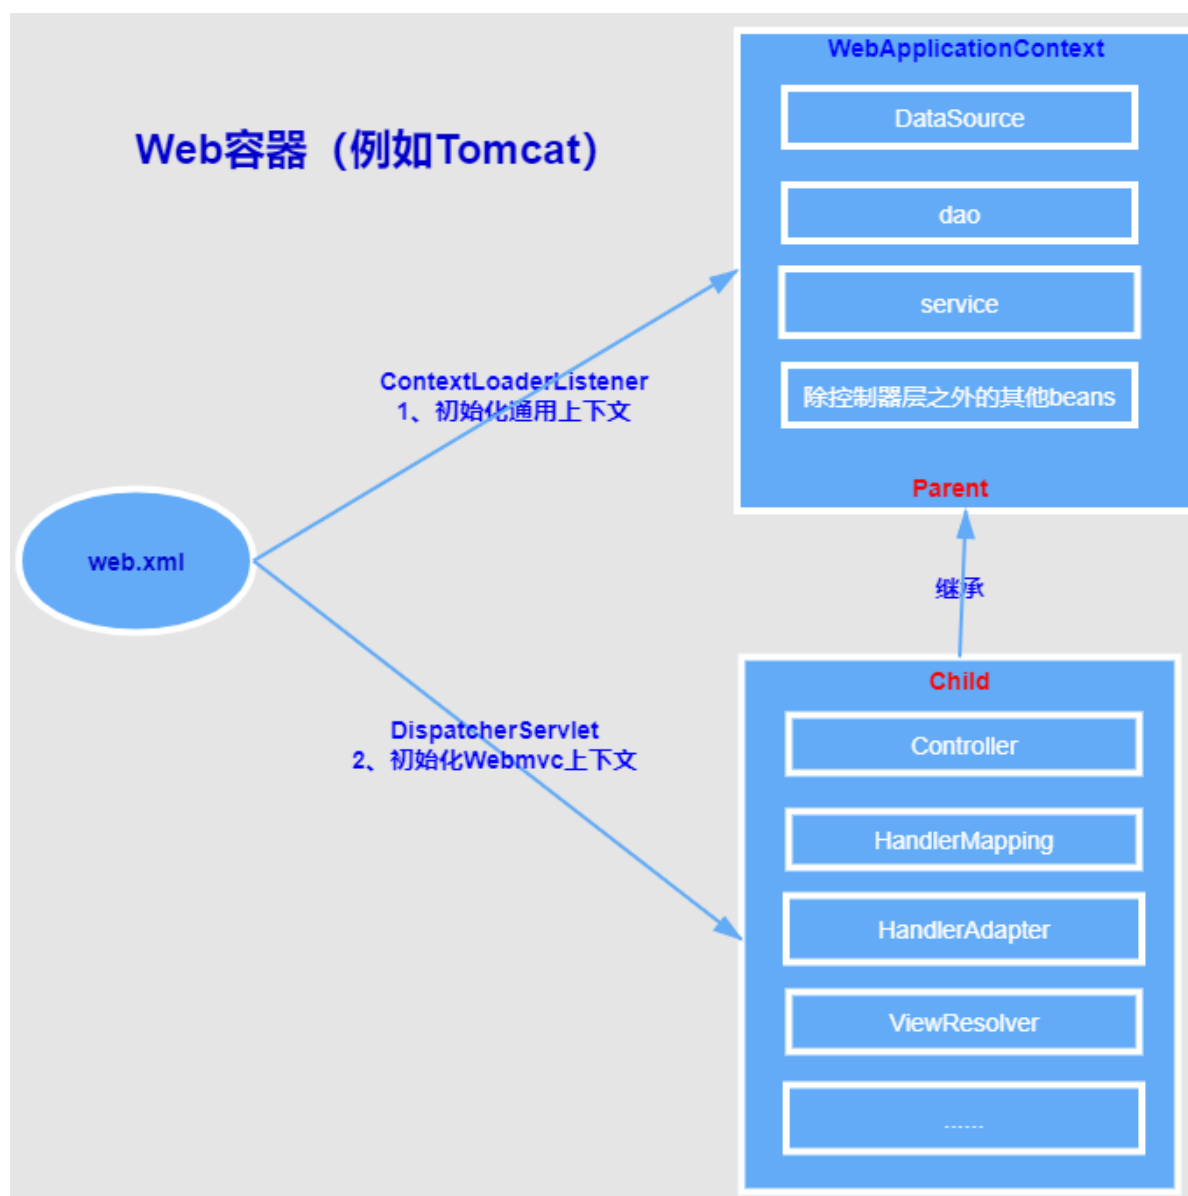 WebApplicationContext
DataSource
Web容器（例如Tomcat）
dao
service
ContextLoaderListener
1、初始化通用上下文
除控制器层之外的其他beans
Parent
web.xml
继承
Child
DispatcherServlet
2、初始化Webmvc上下文
Controller
HandlerMapping
HandlerAdapter
ViewResolver
......